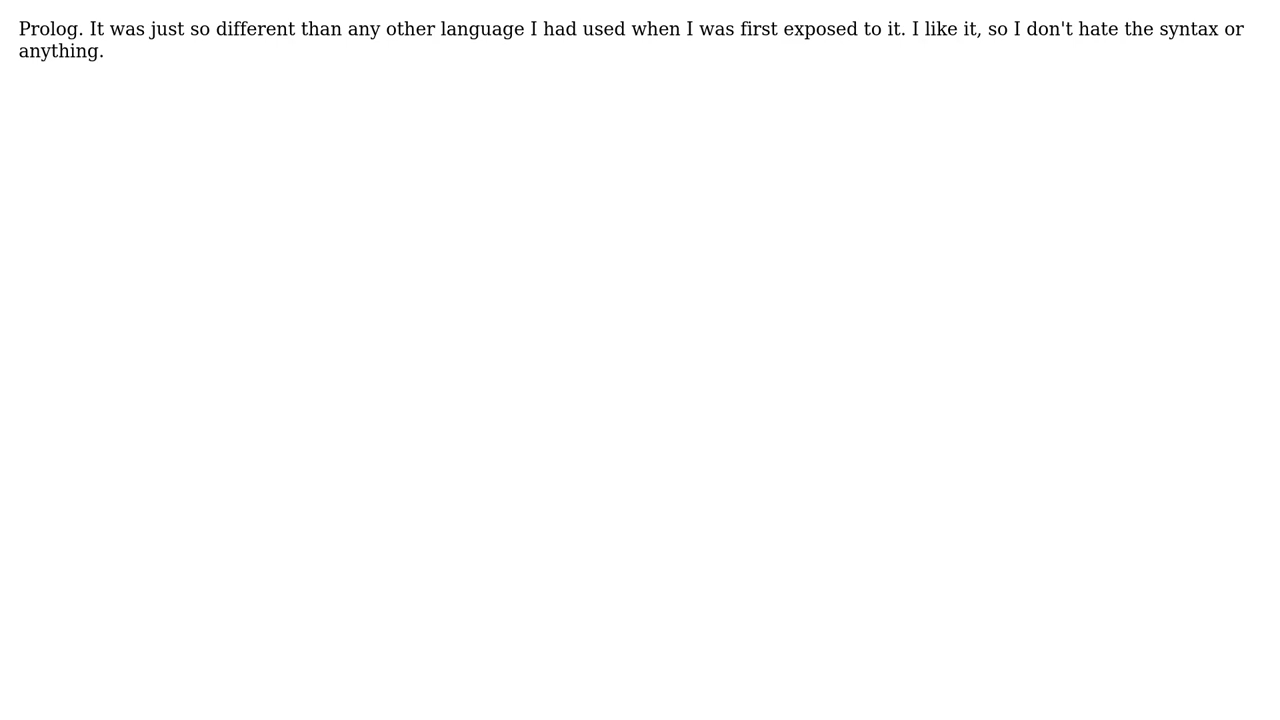 Prolog. It was just so different than any other language I had used when I was first exposed to it. I like it, so I don't hate the syntax or
anything.